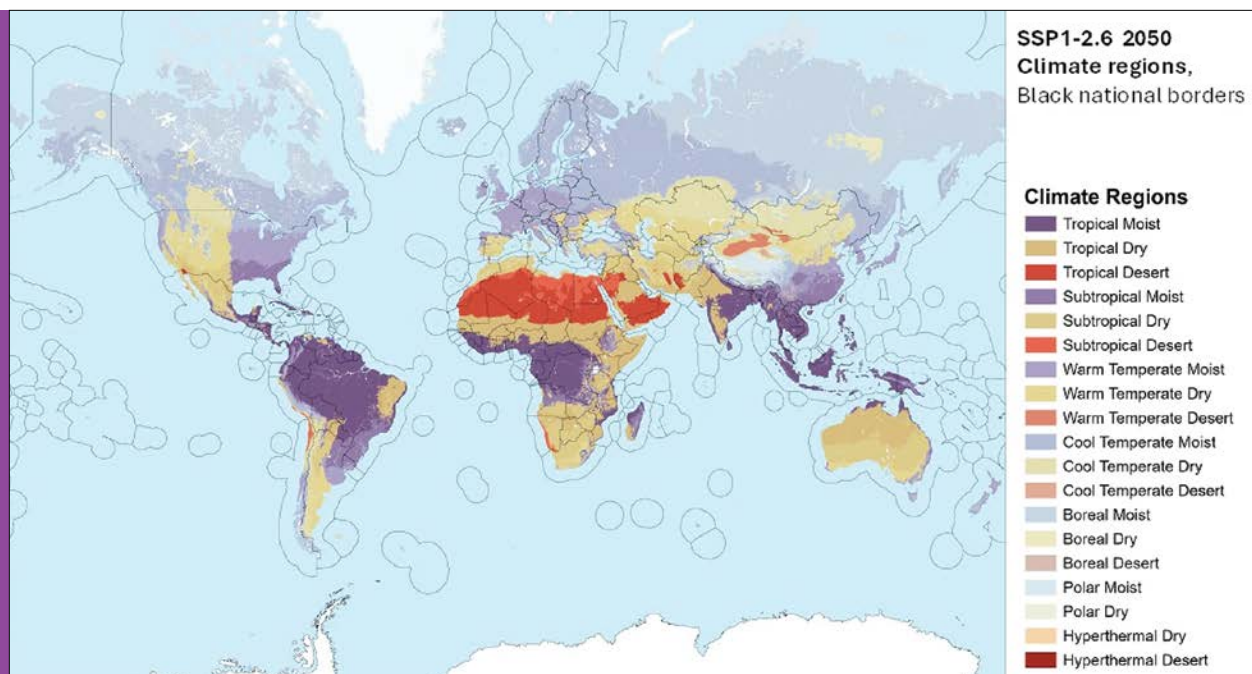 SSP1-2.6 2050
Climate regions,
Black national borders
Climate Regions
Tropical Moist
Tropical Dry
Tropical Desert
Subtropical Moist
Subtropical Dry
Subtropical Desert
Warm Temperate Moist
Warm Temperate Dry
Warm Temperate Desert
Cool Temperate Moist
Cool Temperate Dry
Cool Temperate Desert
Boreal Moist
Boreal Dry
Boreal Desert
Polar Moist
Polar Dry
Hyperthermal Dry
Hyperthermal Desert